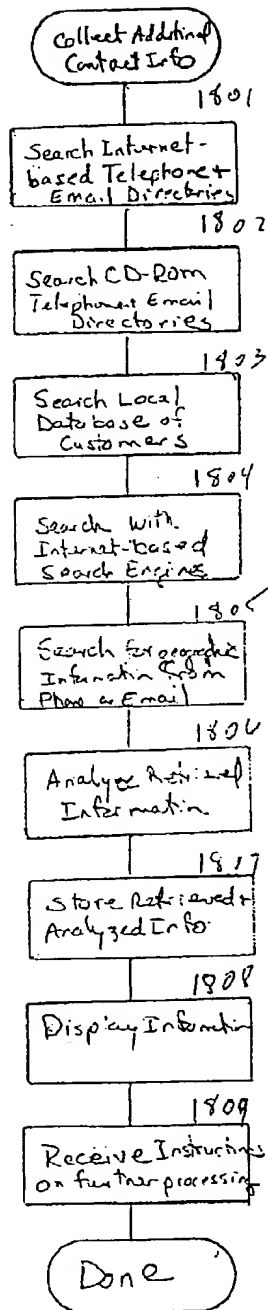 Collect Additional
Contact Info
1801
Search Internet-
based Telephone +
Email Directories
1802
Search CD-ROM
Telephone + Email
Directories
1803
Search Local
Database of
Customers
1804
Search with
Internet-based
Search Engines
1805
Search for geographic
Information from
Phone or Email
1806
Analyze Retrieved
Information
1807
Store Retrieved +
Analyzed Info
1808
Display Information
1809
Receive Instructions
on further processing
Done